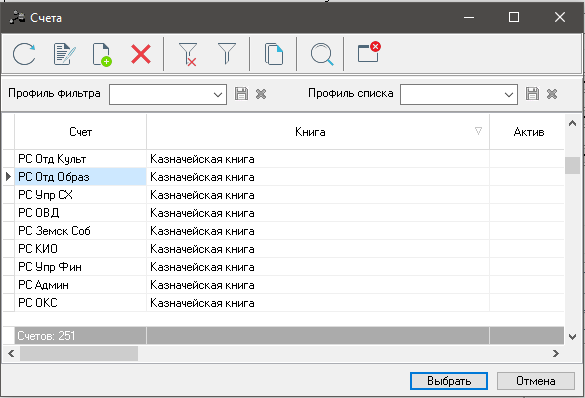 Счета
Профиль фильтра
Профиль списка
Счет Книга Актив
РС Отд Культ Казначейская книга
РС Отд Образ Казначейская книга
РС Упр СХ Казначейская книга
РС ОВД Казначейская книга
РС Земск Соб Казначейская книга
РС КИО Казначейская книга
РС Упр Фин Казначейская книга
РС Админ Казначейская книга
РС ОКС Казначейская книга
Счетов: 251
Выбрать Отмена